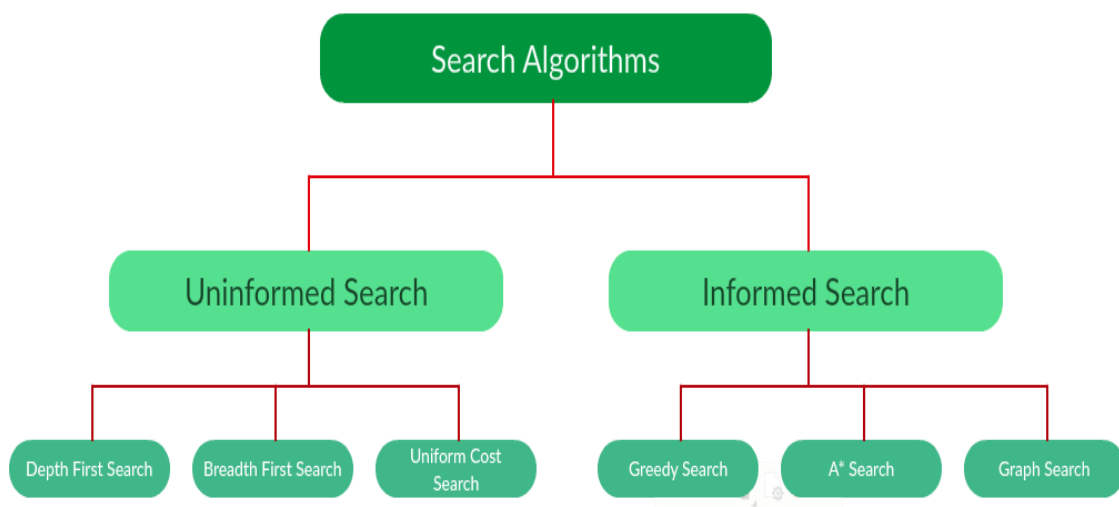 Search Algorithms
Uninformed Search
Informed Search
Depth First Search
Breadth First Search
Uniform Cost
Search
Greedy Search
A* Search
Graph Search